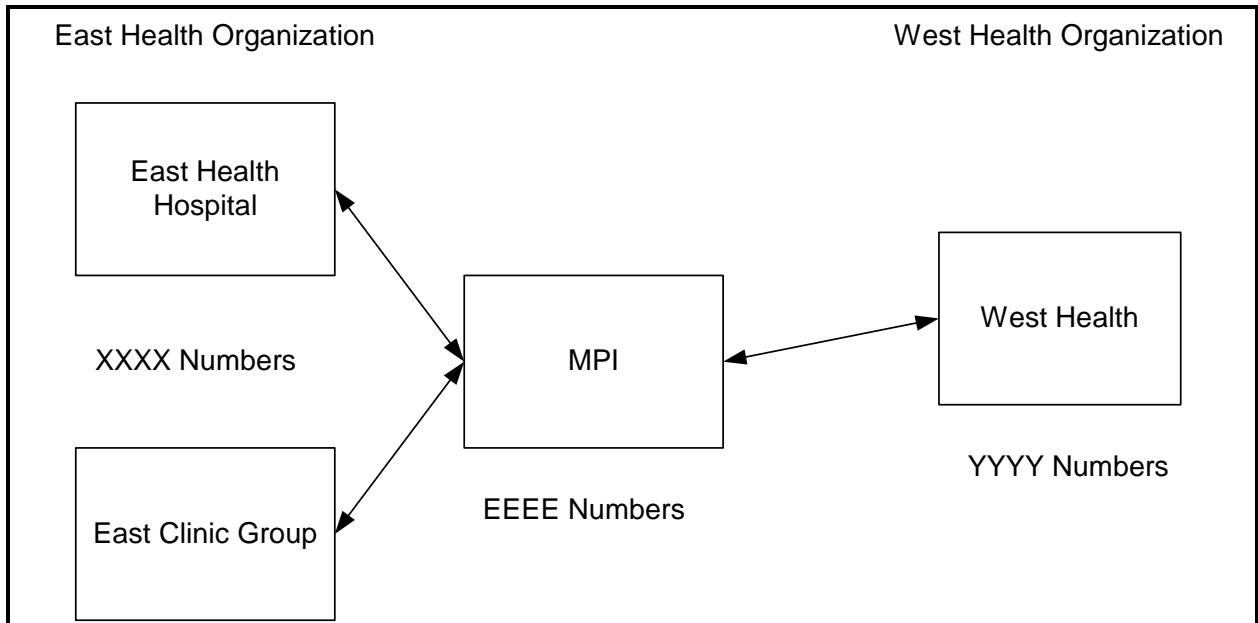 East Health Organization
West Health Organization
East Health
Hospital
XXXX Numbers
East Clinic Group
MPI
EEEE Numbers
West Health
YYYY Numbers